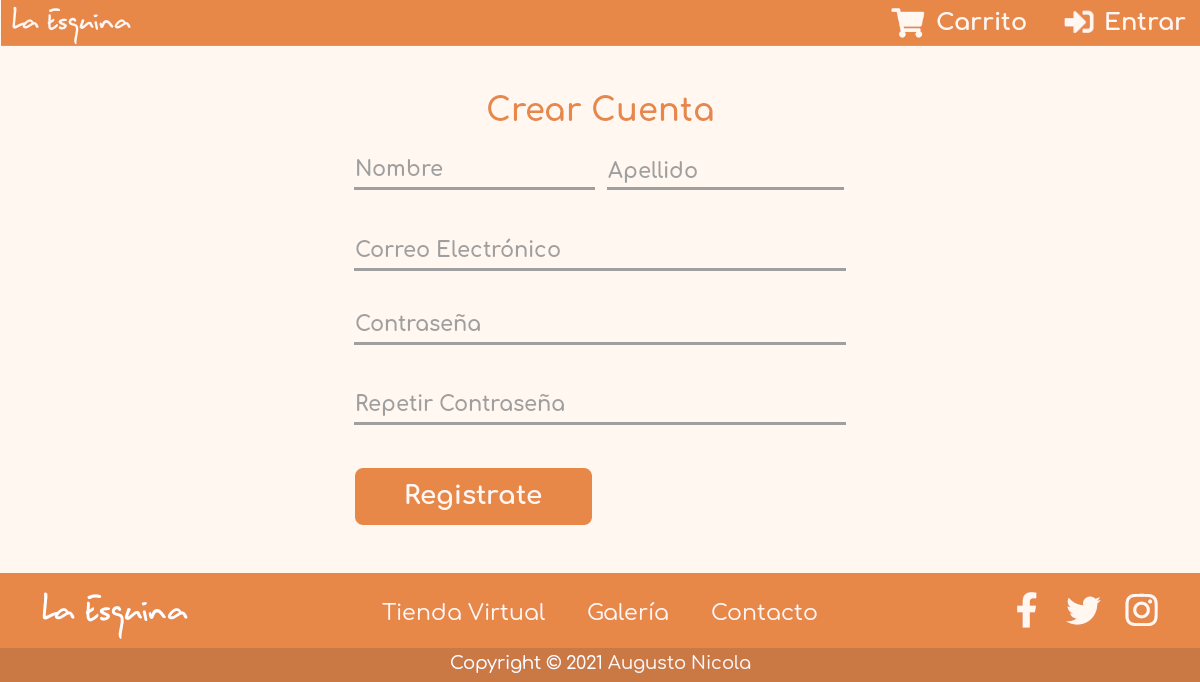 La Esquina Carrito Entrar
Crear Cuenta
Nombre Apellido
Correo Electrónico
Contraseña
Repetir Contraseña
Registrate
La Esquina Tienda Virtual Galería Contacto
Copyright © 2021 Augusto Nicola